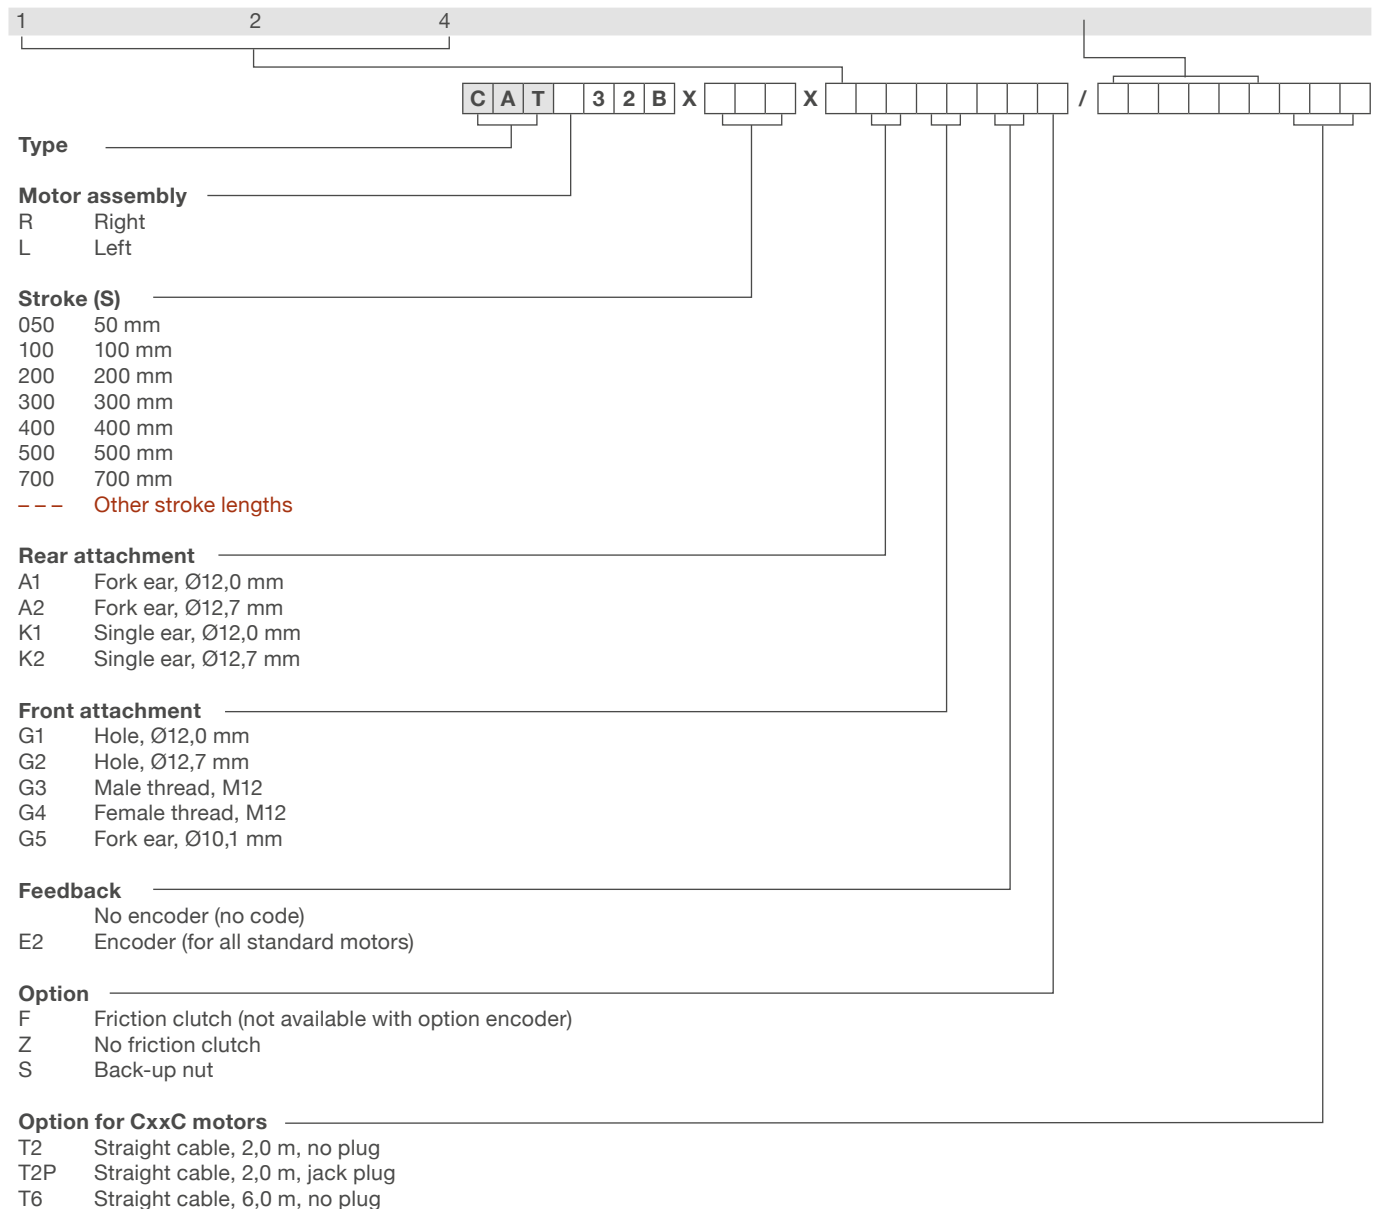 1 2 4
C A T 3 2 B X X /
Type
Motor assembly
R Right
L Left
Stroke (S)
050 50 mm
100 100 mm
200 200 mm
300 300 mm
400 400 mm
500 500 mm
700 700 mm
– – – Other stroke lengths
Rear attachment
A1 Fork ear, Ø12,0 mm
A2 Fork ear, Ø12,7 mm
K1 Single ear, Ø12,0 mm
K2 Single ear, Ø12,7 mm
Front attachment
G1 Hole, Ø12,0 mm
G2 Hole, Ø12,7 mm
G3 Male thread, M12
G4 Female thread, M12
G5 Fork ear, Ø10,1 mm
Feedback
No encoder (no code)
E2 Encoder (for all standard motors)
Option
F Friction clutch (not available with option encoder)
Z No friction clutch
S Back-up nut
Option for CxxC motors
T2 Straight cable, 2,0 m, no plug
T2P Straight cable, 2,0 m, jack plug
T6 Straight cable, 6,0 m, no plug